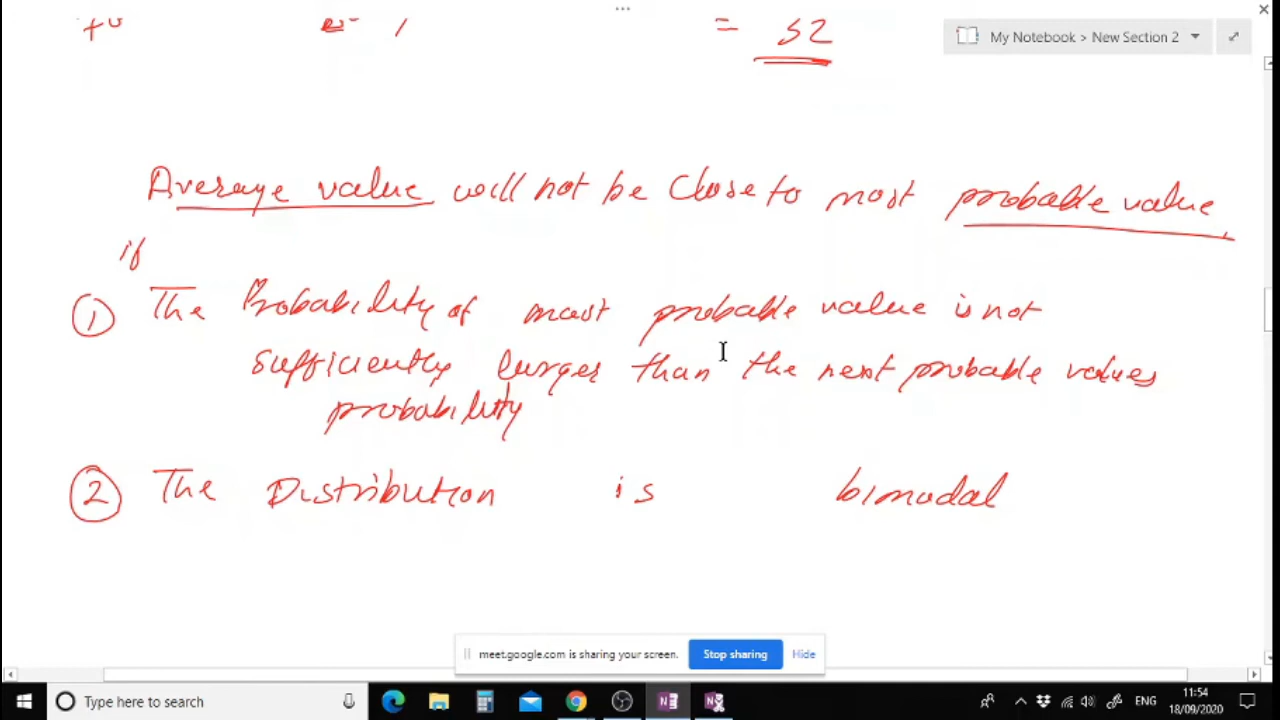 = 52
My Notebook > New Section 2
Average value will not be close to most probable value
if
① The Probability of most probable value is not
sufficiently larger than the next probable values
probability
② The Distribution is bimodal
meet.google.com is sharing your screen. Stop sharing Hide
Type here to search
ENG
11:54
18/09/2020